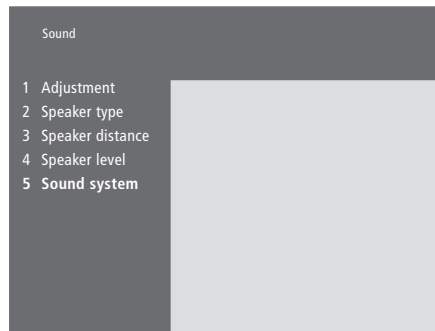 Sound
1 Adjustment
2 Speaker type
3 Speaker distance
4 Speaker level
5 Sound system